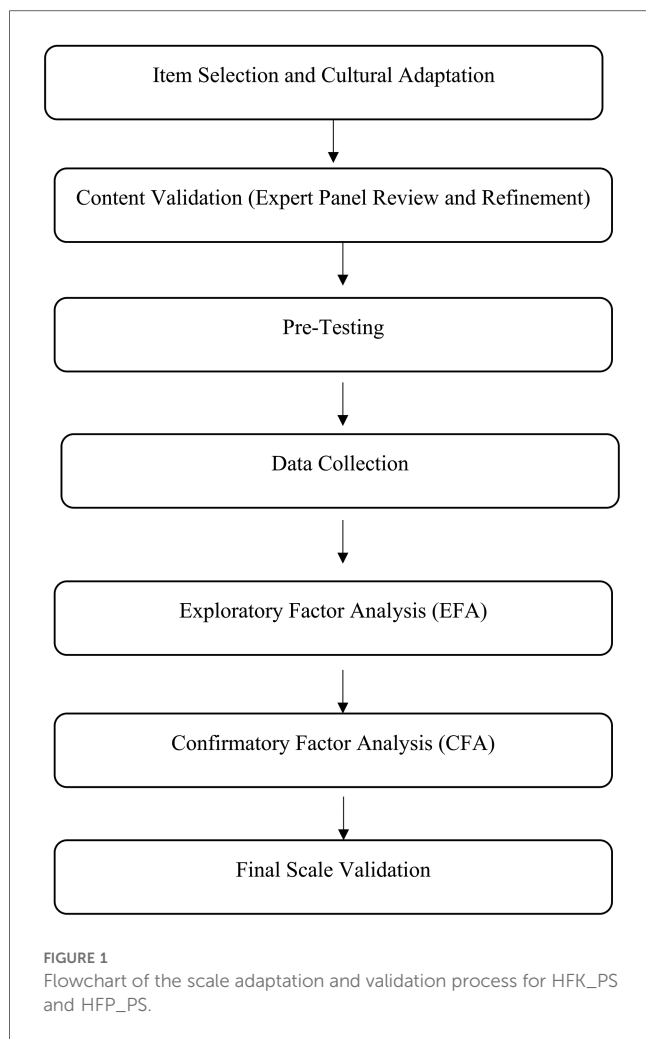 Item Selection and Cultural Adaptation
Content Validation (Expert Panel Review and Refinement)
Pre-Testing
Data Collection
Exploratory Factor Analysis (EFA)
Confirmatory Factor Analysis (CFA)
Final Scale Validation
FIGURE 1
Flowchart of the scale adaptation and validation process for HFK_PS
and HFP_PS.